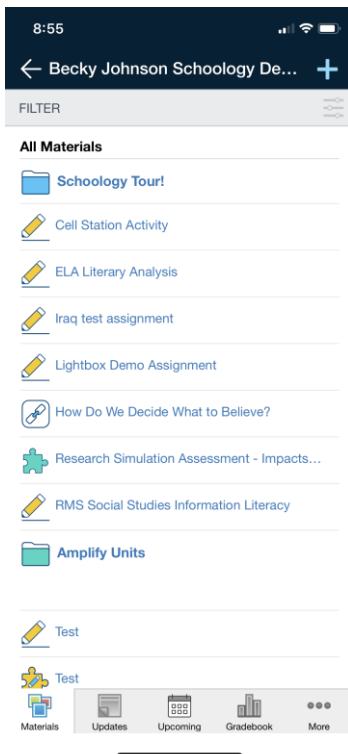 8:55
Becky Johnson Schoology De...
FILTER
All Materials
Schoology Tour!
Cell Station Activity
ELA Literary Analysis
Iraq test assignment
Lightbox Demo Assignment
How Do We Decide What to Believe?
Research Simulation Assessment - Impacts...
RMS Social Studies Information Literacy
Amplify Units
Test
Test
Materials Updates Upcoming Gradebook More